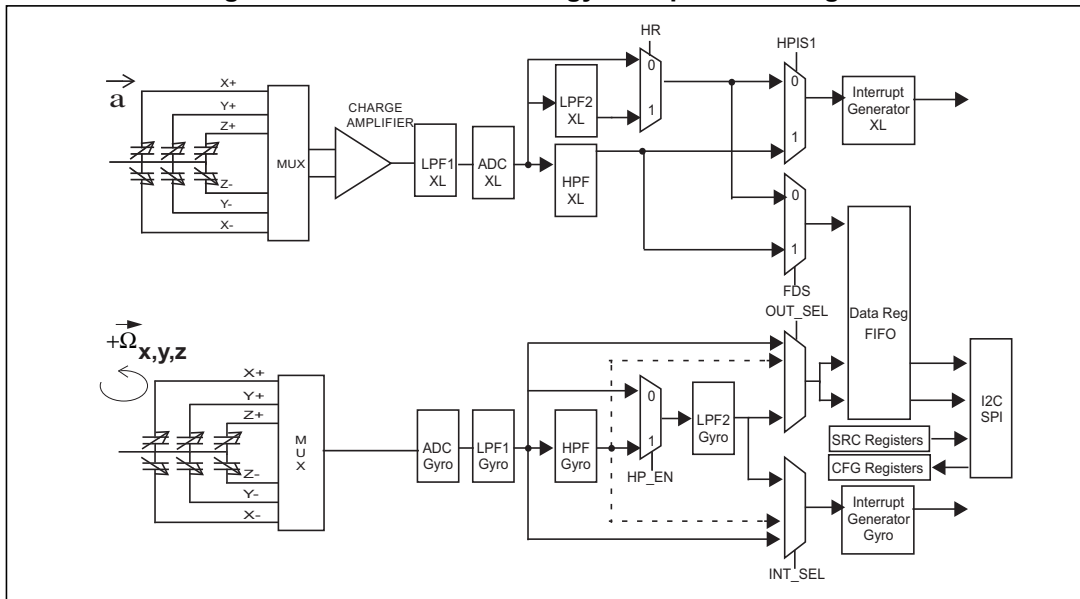 HR
HPIS1
a
X+
Y+
Z+
Z-
Y-
X-
MUX
CHARGE
AMPLIFIER
LPF1
XL
ADC
XL
LPF2
XL
HPF
XL
0
1
0
1
Interrupt
Generator
XL
0
1
FDS
OUT_SEL
Data Reg
FIFO
+Ω x,y,z
X+
Y+
Z+
Z-
Y-
X-
M
U
X
ADC
Gyro
LPF1
Gyro
HPF
Gyro
0
1
HP_EN
LPF2
Gyro
I2C
SPI
SRC Registers
CFG Registers
Interrupt
Generator
Gyro
INT_SEL